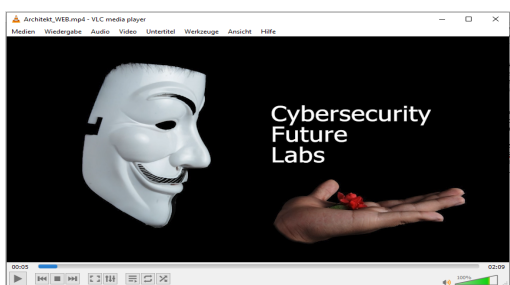 Architekt_WEB.mp4 - VLC media player
Medien Wiedergabe Audio Video Untertitel Werkzeuge Ansicht Hilfe
Cybersecurity
Future
Labs
00:05 02:09
100%